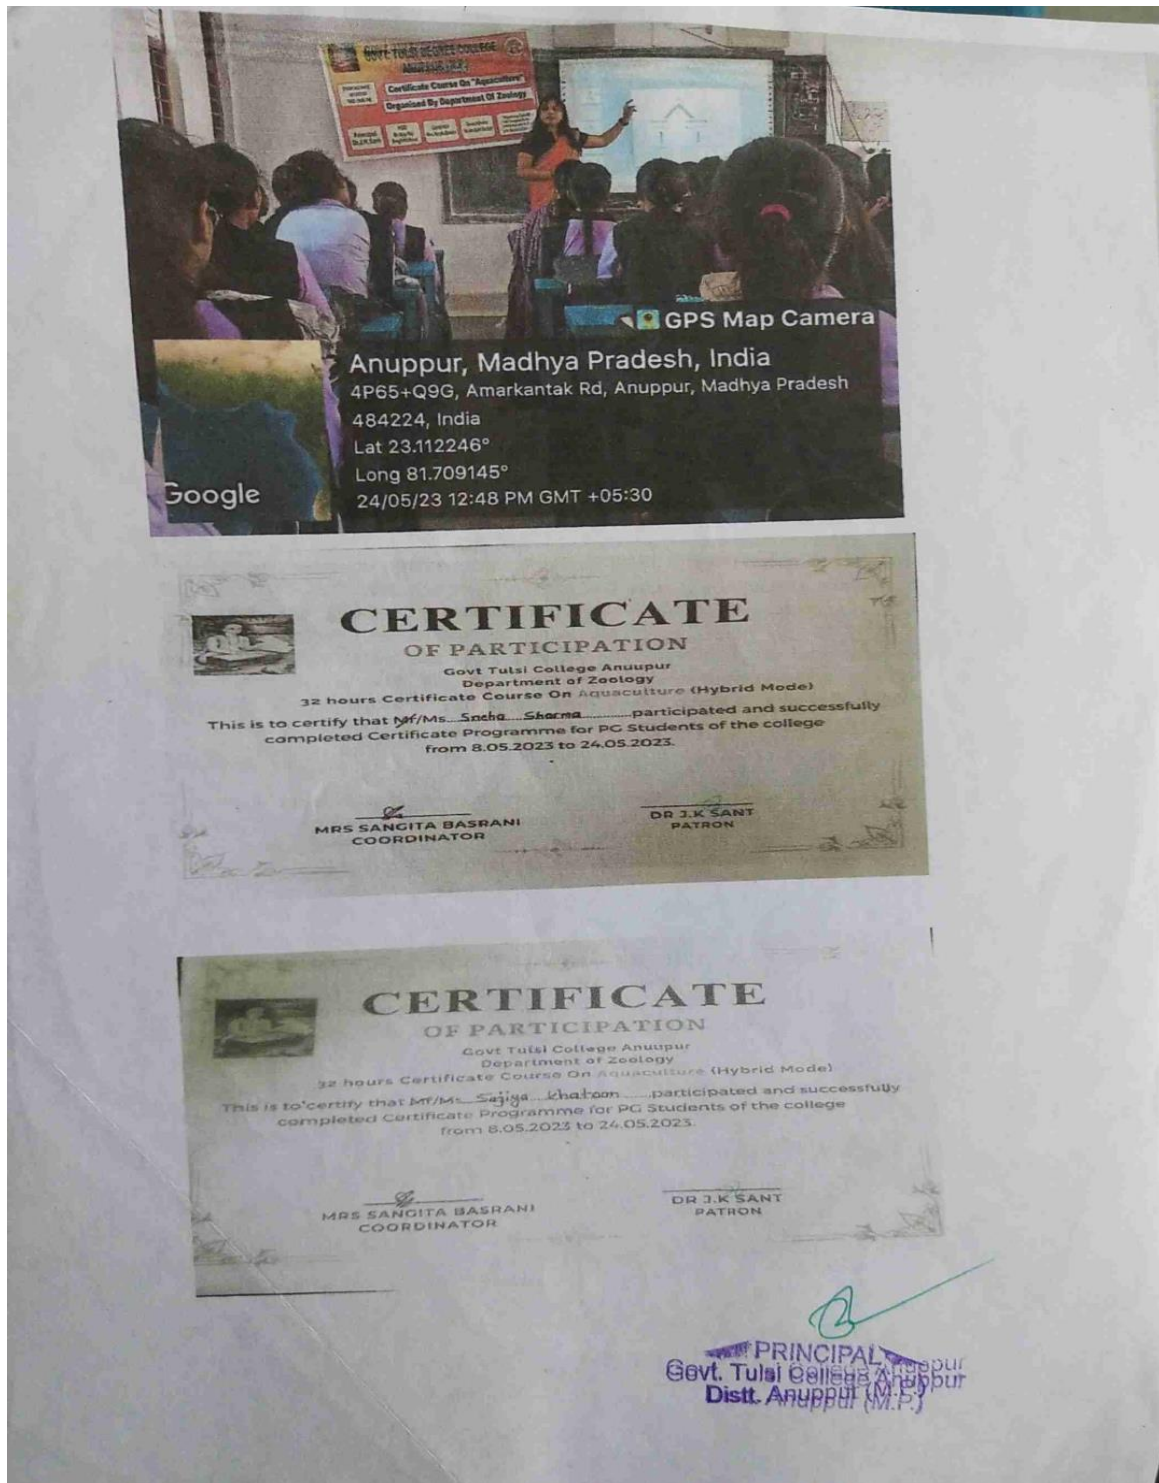 GOVT. TULSI DEGREE COLLEGE
Certificate Course On "Aquaculture"
Organised By Department Of Zoology
GPS Map Camera
Anuppur, Madhya Pradesh, India
4P65+Q9G, Amarkantak Rd, Anuppur, Madhya Pradesh
484224, India
Lat 23.112246°
Long 81.709145°
24/05/23 12:48 PM GMT +05:30
Google
CERTIFICATE
OF PARTICIPATION
Govt Tulsi College Anuupur
Department of Zoology
32 hours Certificate Course On Aquaculture (Hybrid Mode)
This is to certify that Mr/Ms Sneha Sharma participated and successfully
completed Certificate Programme for PG Students of the college
from 8.05.2023 to 24.05.2023.
MRS SANGITA BASRANI
COORDINATOR
DR J.K SANT
PATRON
CERTIFICATE
OF PARTICIPATION
Govt Tulsi College Anuupur
Department of Zoology
32 hours Certificate Course On Aquaculture (Hybrid Mode)
This is to certify that Mr/Ms Sajiya Khatoon participated and successfully
completed Certificate Programme for PG Students of the college
from 8.05.2023 to 24.05.2023.
MRS SANGITA BASRANI
COORDINATOR
DR J.K SANT
PATRON
PRINCIPAL
Govt. Tulsi College Anuppur
Distt. Anuppur (M.P.)